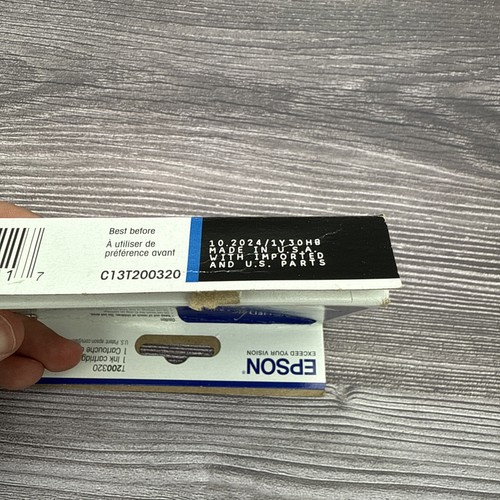 Best before
À utiliser de
préférence avant
C13T200320
1 7
10.2024/1Y30H8
MADE IN U.S.A.
WITH IMPORTED
AND U.S. PARTS
EPSON®
EXCEED YOUR VISION
T200320
1 Ink cartridge
1 Cartouche